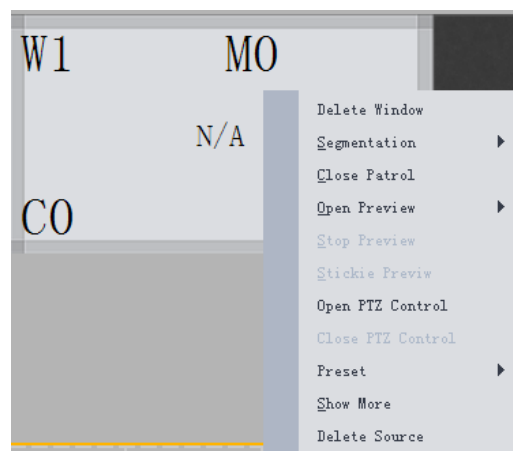 W1 M0
N/A
C0
Delete Window
Segmentation
Close Patrol
Open Preview
Stop Preview
Stickie Previw
Open PTZ Control
Close PTZ Control
Preset
Show More
Delete Source